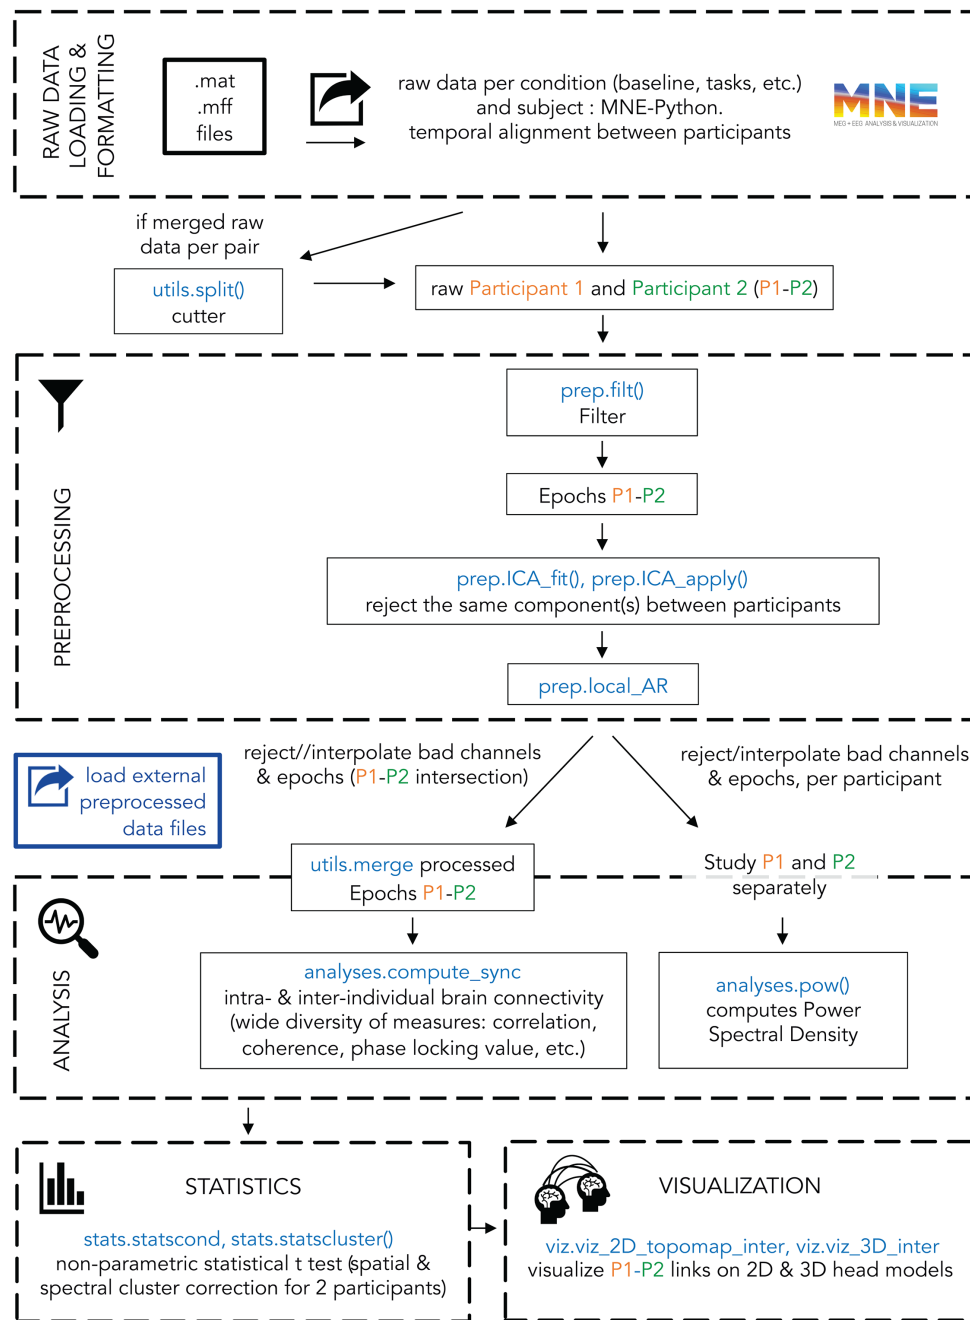 RAW DATA
LOADING &
FORMATTING
.mat
.mff
files
raw data per condition (baseline, tasks, etc.)
and subject : MNE-Python.
temporal alignment between participants
MNE
MEG + EEG ANALYSIS & VISUALIZATION
if merged raw
data per pair
utils.split()
cutter
raw Participant 1 and Participant 2 (P1-P2)
PREPROCESSING
prep.filt()
Filter
Epochs P1-P2
prep.ICA_fit(), prep.ICA_apply()
reject the same component(s) between participants
prep.local_AR
load external
preprocessed
data files
reject//interpolate bad channels
& epochs (P1-P2 intersection)
reject/interpolate bad channels
& epochs, per participant
utils.merge processed
Epochs P1-P2
Study P1 and P2
separately
ANALYSIS
analyses.compute_sync
intra- & inter-individual brain connectivity
(wide diversity of measures: correlation,
coherence, phase locking value, etc.)
analyses.pow()
computes Power
Spectral Density
STATISTICS
stats.statscond, stats.statscluster()
non-parametric statistical t test (spatial &
spectral cluster correction for 2 participants)
VISUALIZATION
viz.viz_2D_topomap_inter, viz.viz_3D_inter
visualize P1-P2 links on 2D & 3D head models